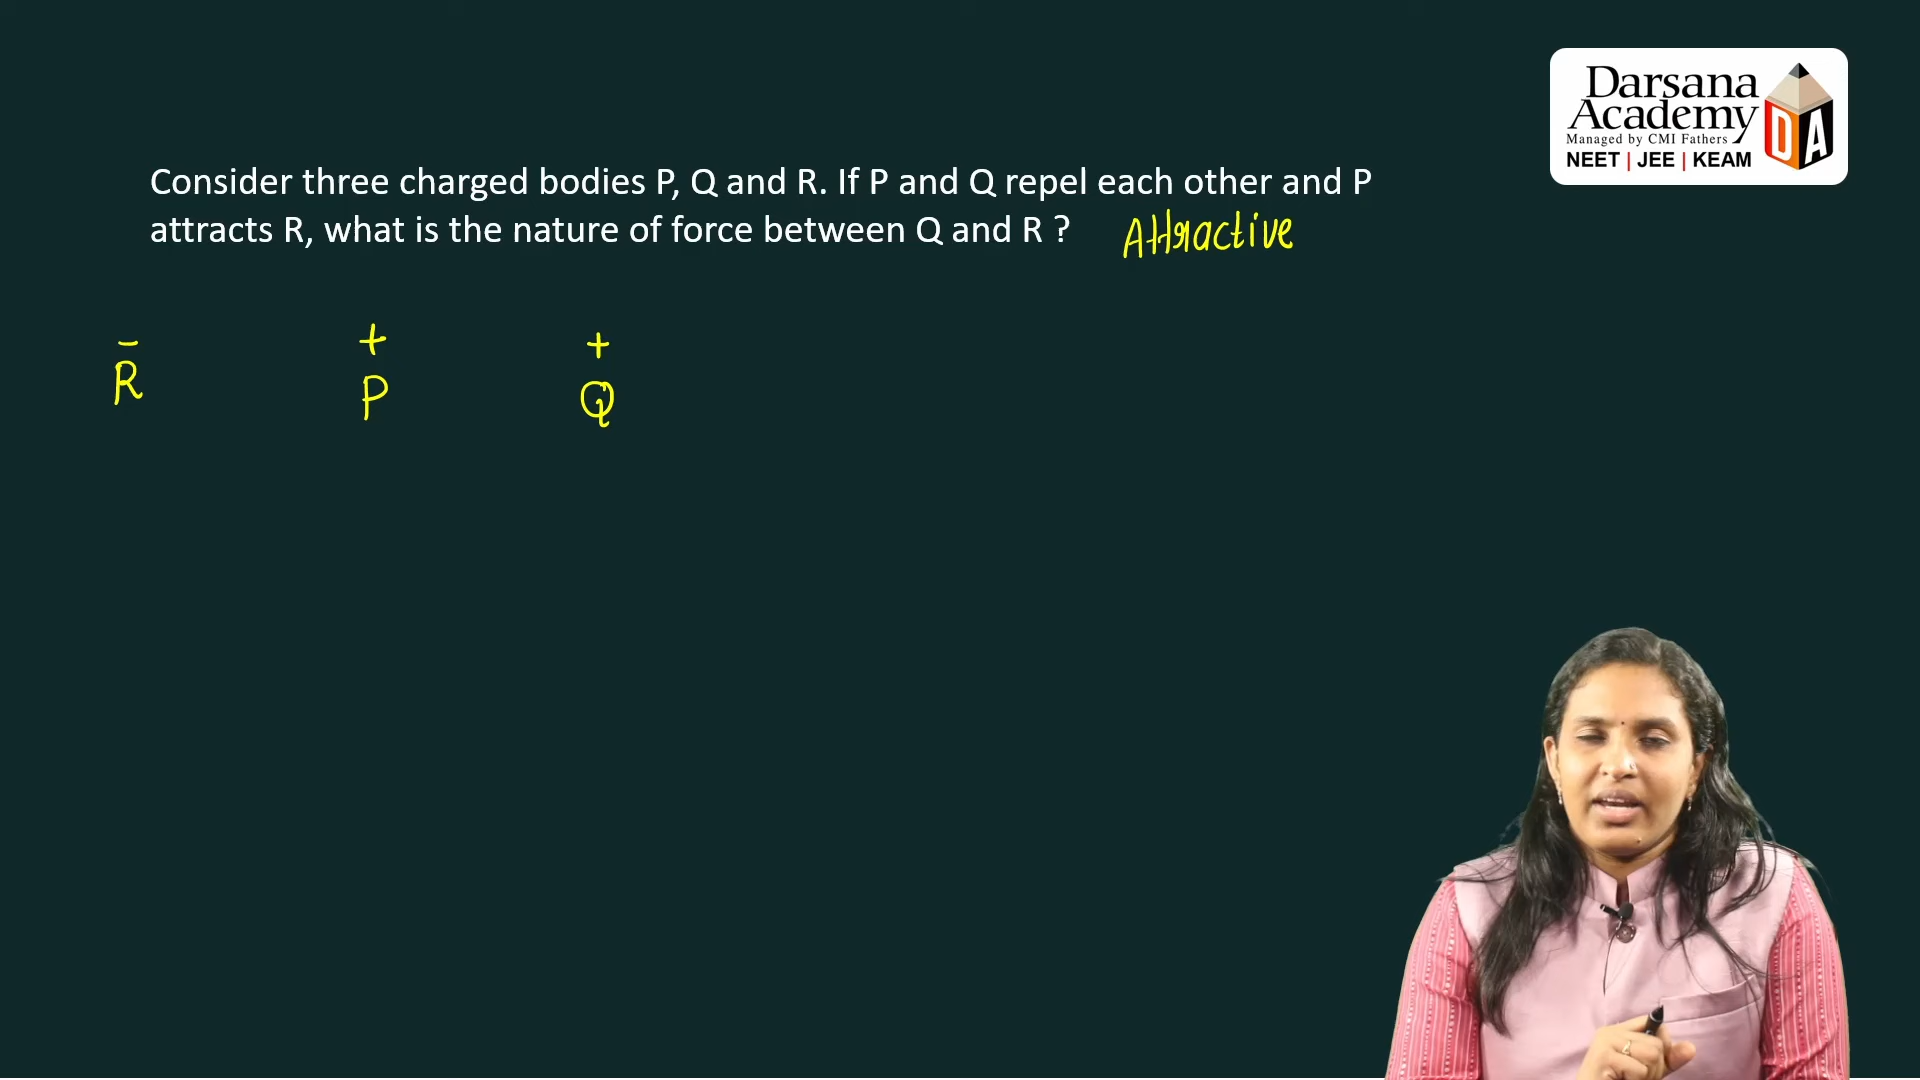 Darsana
Academy
Managed by CMI Fathers
NEET | JEE | KEAM
DA
Consider three charged bodies P, Q and R. If P and Q repel each other and P
attracts R, what is the nature of force between Q and R ? Attractive
− + +
R P Q